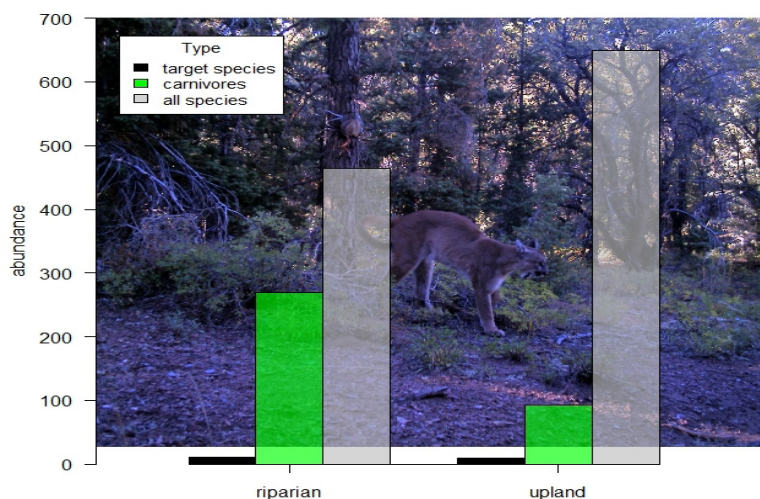 700
600
500
400
300
200
100
0
abundance
Type
target species
carnivores
all species
riparian
upland